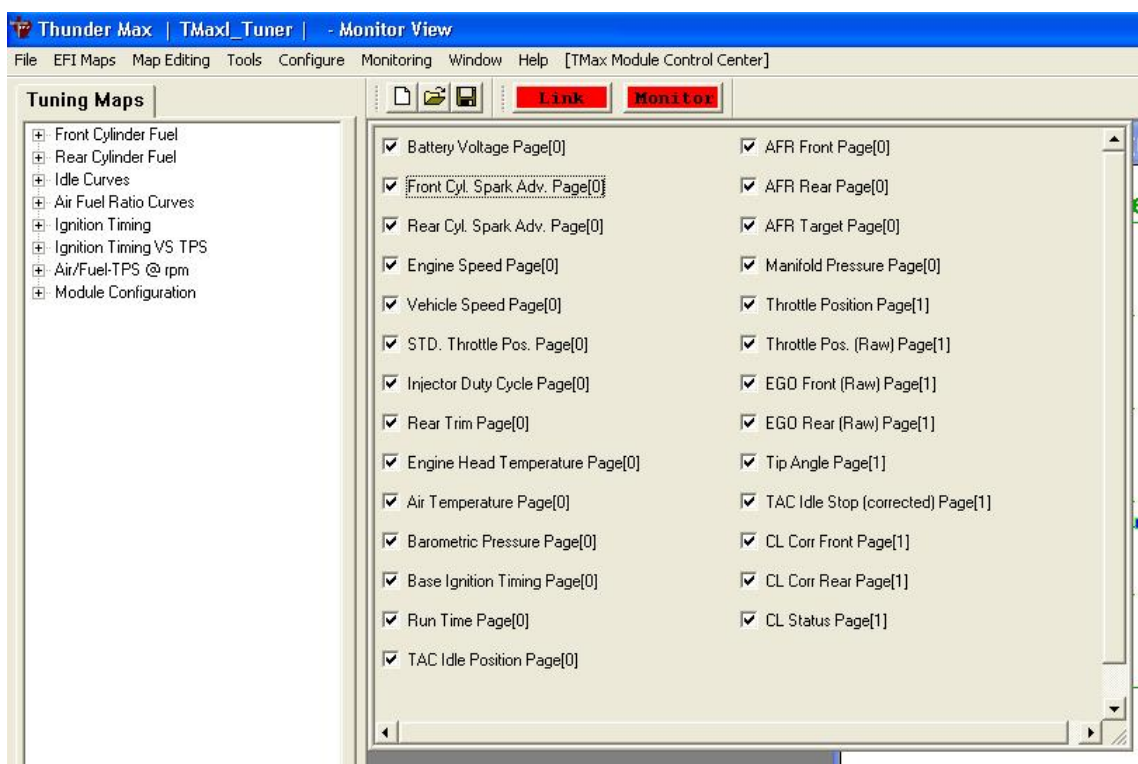 Thunder Max | TMaxI_Tuner | - Monitor View
File EFI Maps Map Editing Tools Configure Monitoring Window Help [TMax Module Control Center]
Tuning Maps
Link Monitor
Front Cylinder Fuel
Rear Cylinder Fuel
Idle Curves
Air Fuel Ratio Curves
Ignition Timing
Ignition Timing VS TPS
Air/Fuel-TPS @ rpm
Module Configuration
Battery Voltage Page[0]
Front Cyl. Spark Adv. Page[0]
Rear Cyl. Spark Adv. Page[0]
Engine Speed Page[0]
Vehicle Speed Page[0]
STD. Throttle Pos. Page[0]
Injector Duty Cycle Page[0]
Rear Trim Page[0]
Engine Head Temperature Page[0]
Air Temperature Page[0]
Barometric Pressure Page[0]
Base Ignition Timing Page[0]
Run Time Page[0]
TAC Idle Position Page[0]
AFR Front Page[0]
AFR Rear Page[0]
AFR Target Page[0]
Manifold Pressure Page[0]
Throttle Position Page[1]
Throttle Pos. (Raw) Page[1]
EGO Front (Raw) Page[1]
EGO Rear (Raw) Page[1]
Tip Angle Page[1]
TAC Idle Stop (corrected) Page[1]
CL Corr Front Page[1]
CL Corr Rear Page[1]
CL Status Page[1]